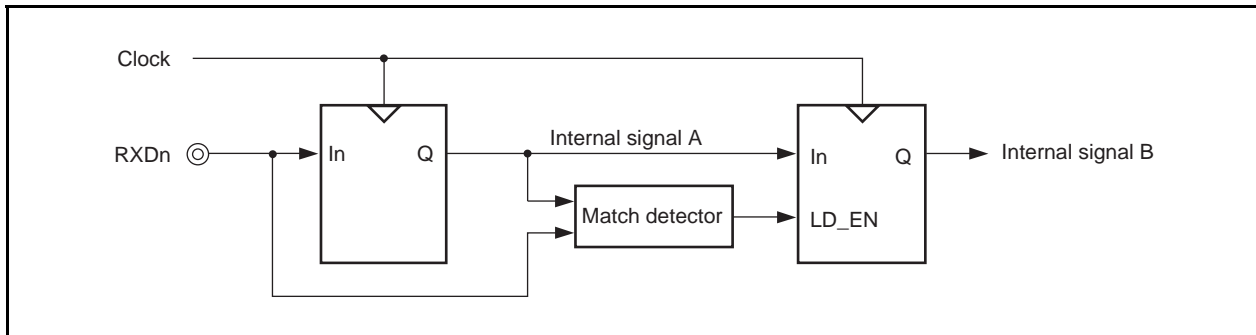 Clock
RXDn
In
Q
Internal signal A
Match detector
In
Q
LD_EN
Internal signal B